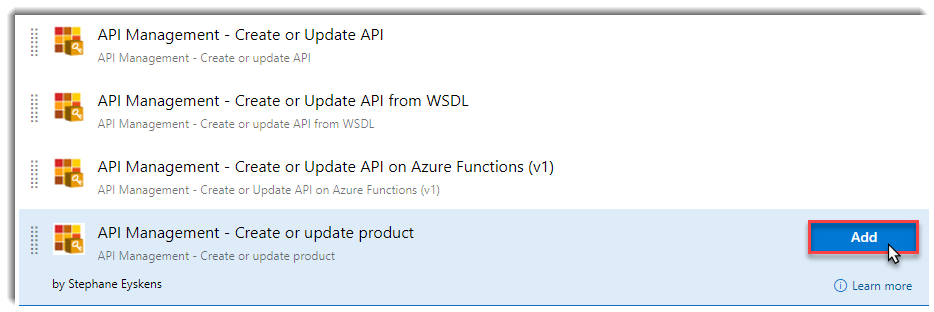 API Management - Create or Update API
API Management - Create or update API
API Management - Create or Update API from WSDL
API Management - Create or update API from WSDL
API Management - Create or Update API on Azure Functions (v1)
API Management - Create or Update API on Azure Functions (v1)
API Management - Create or update product
Add
API Management - Create or update product
by Stephane Eyskens
Learn more